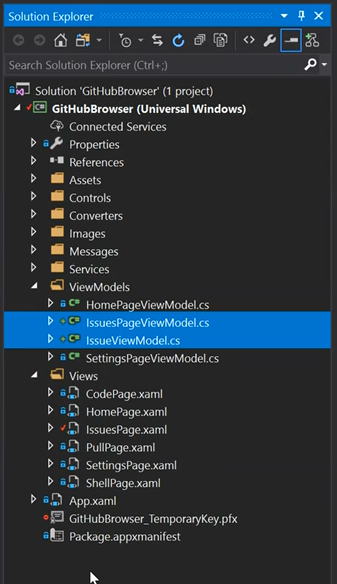 Solution Explorer
Search Solution Explorer (Ctrl+;)
Solution 'GitHubBrowser' (1 project)
GitHubBrowser (Universal Windows)
Connected Services
Properties
References
Assets
Controls
Converters
Images
Messages
Services
ViewModels
HomePageViewModel.cs
IssuesPageViewModel.cs
IssueViewModel.cs
SettingsPageViewModel.cs
Views
CodePage.xaml
HomePage.xaml
IssuesPage.xaml
PullPage.xaml
SettingsPage.xaml
ShellPage.xaml
App.xaml
GitHubBrowser_TemporaryKey.pfx
Package.appxmanifest